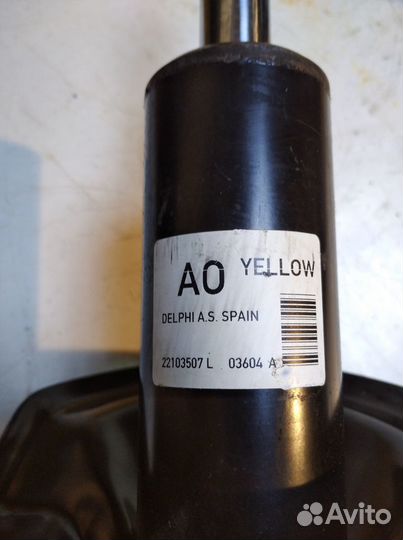 AO YELLOW
DELPHI A.S. SPAIN
22103507 L 03604 A
Avito